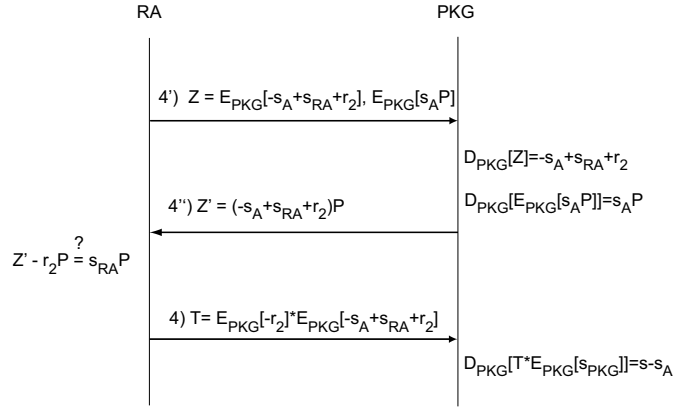 RA PKG
4') Z = E_PKG[-s_A+s_RA+r_2], E_PKG[s_AP]
D_PKG[Z]=-s_A+s_RA+r_2
4'‘) Z' = (-s_A+s_RA+r_2)P
D_PKG[E_PKG[s_AP]]=s_AP
?
Z' - r_2P = s_RAP
4) T= E_PKG[-r_2]*E_PKG[-s_A+s_RA+r_2]
D_PKG[T*E_PKG[s_PKG]]=s-s_A